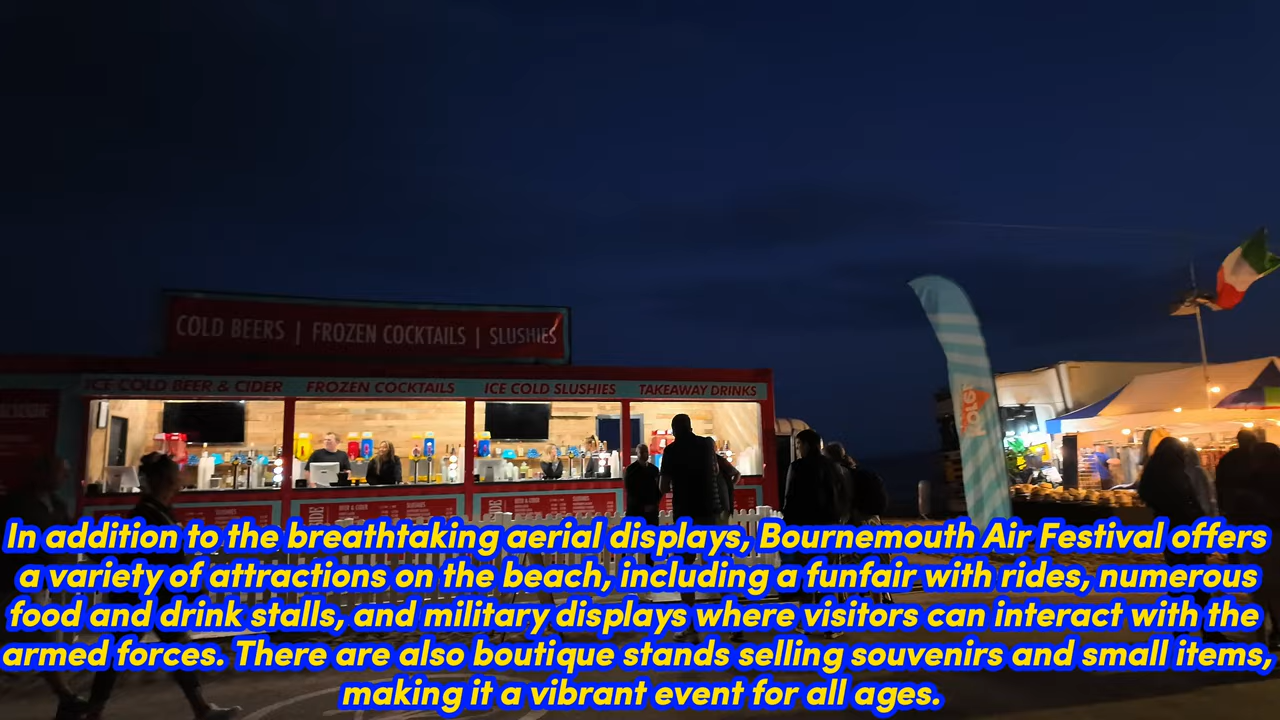 COLD BEERS | FROZEN COCKTAILS | SLUSHIES
ICE COLD BEER & CIDER FROZEN COCKTAILS ICE COLD SLUSHIES TAKEAWAY DRINKS
In addition to the breathtaking aerial displays, Bournemouth Air Festival offers
a variety of attractions on the beach, including a funfair with rides, numerous
food and drink stalls, and military displays where visitors can interact with the
armed forces. There are also boutique stands selling souvenirs and small items,
making it a vibrant event for all ages.